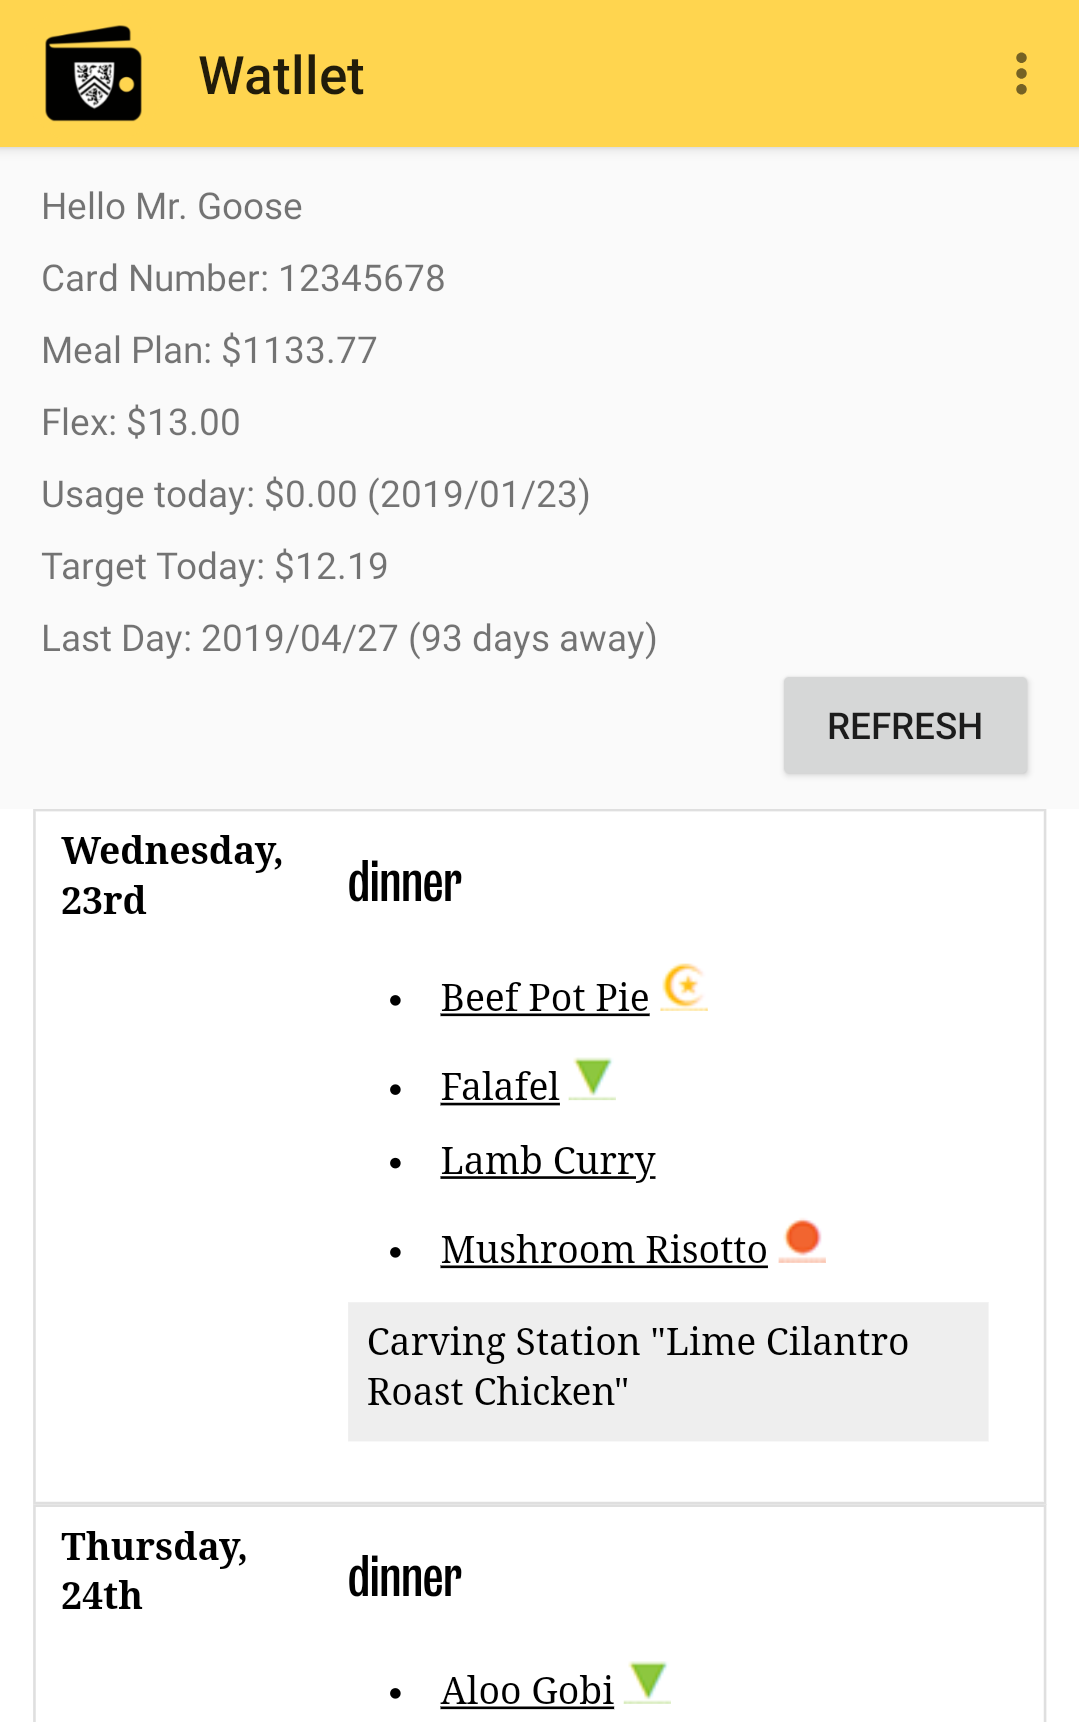 Watllet
Hello Mr. Goose
Card Number: 12345678
Meal Plan: $1133.77
Flex: $13.00
Usage today: $0.00 (2019/01/23)
Target Today: $12.19
Last Day: 2019/04/27 (93 days away)
REFRESH
Wednesday,
23rd
dinner
Beef Pot Pie
Falafel
Lamb Curry
Mushroom Risotto
Carving Station "Lime Cilantro
Roast Chicken"
Thursday,
24th
dinner
Aloo Gobi